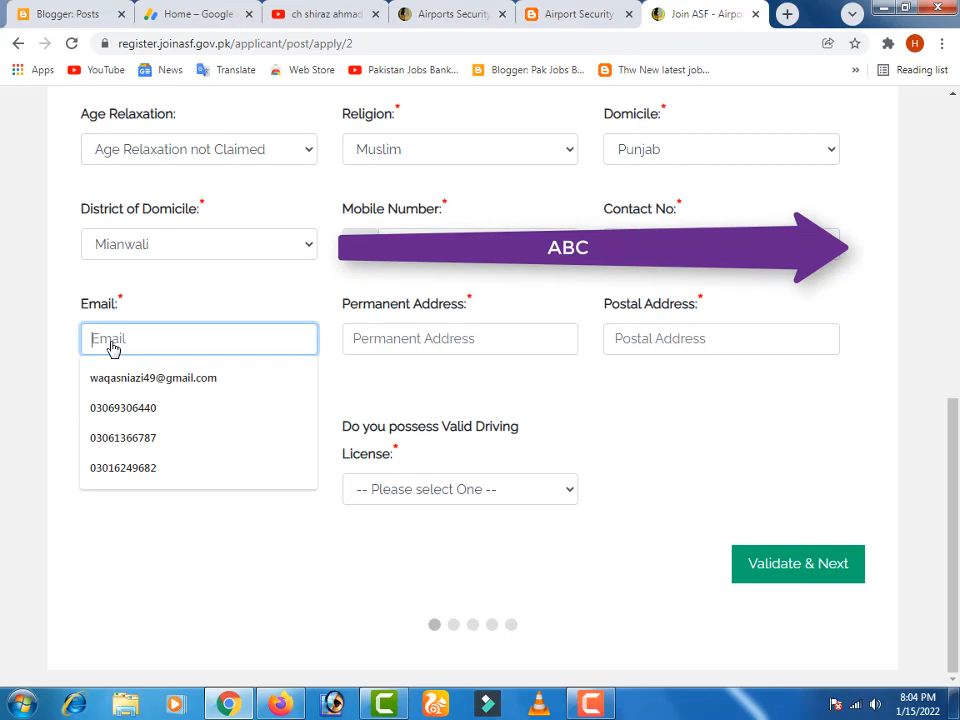 Blogger: Posts
Home – Google
ch shiraz ahmad
Airports Security
Airport Security
Join ASF - Airpo
register.joinasf.gov.pk/applicant/post/apply/2
H
Apps
YouTube
News
Translate
Web Store
Pakistan Jobs Bank...
Blogger: Pak Jobs B...
Thw New latest job...
»
Reading list
Age Relaxation:
Religion:*
Domicile:*
Age Relaxation not Claimed
Muslim
Punjab
District of Domicile:*
Mobile Number:*
Contact No:*
Mianwali
ABC
Email:*
Permanent Address:*
Postal Address:*
Email
Permanent Address
Postal Address
waqasniazi49@gmail.com
03069306440
03061366787
03016249682
Do you possess Valid Driving
License:*
-- Please select One --
Validate & Next
8:04 PM
1/15/2022